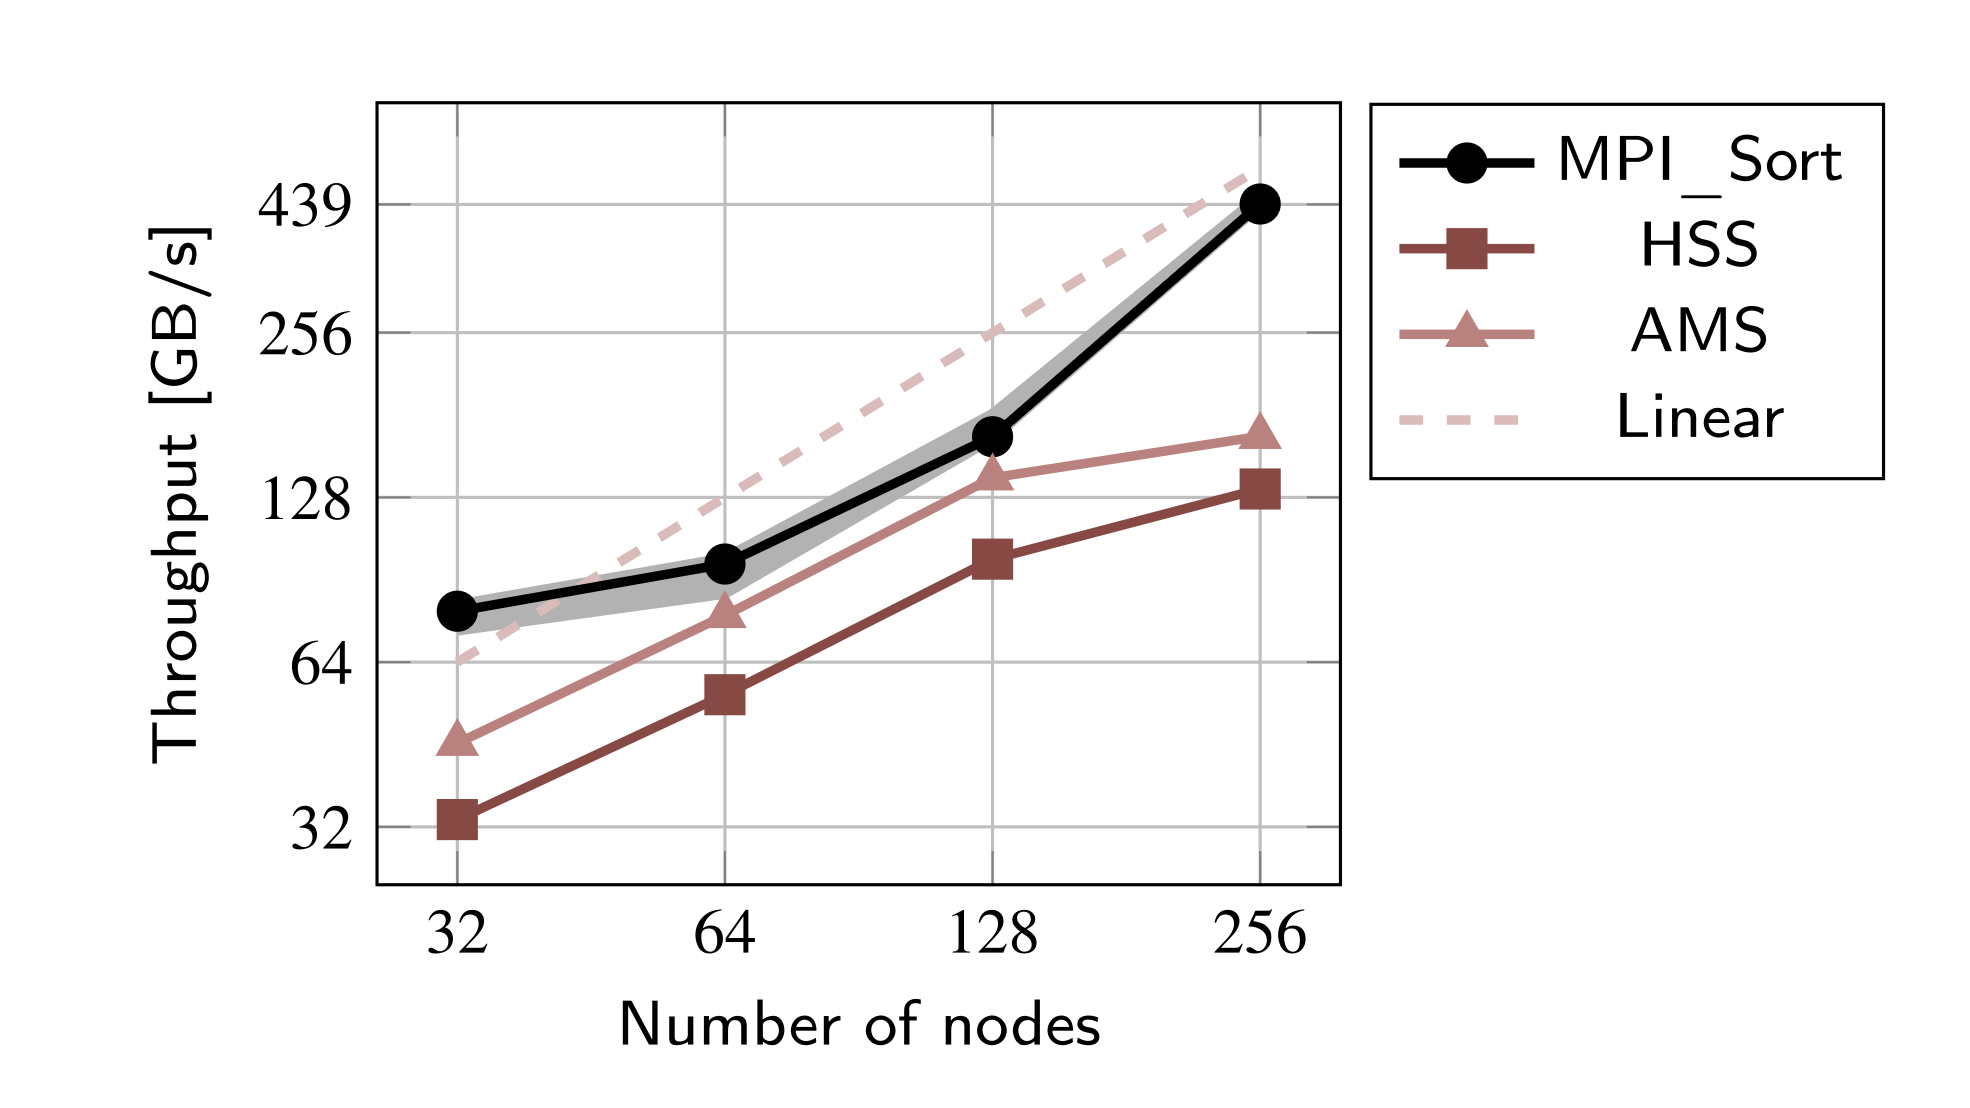 Throughput [GB/s]
439
256
128
64
32
32 64 128 256
Number of nodes
MPI_Sort
HSS
AMS
Linear